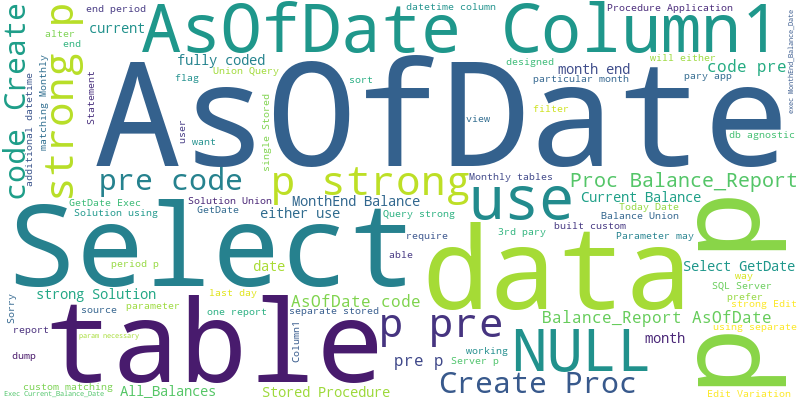 end period
datetime column
Procedure Application
AsOfDate Column1
alter
current
end
fully coded
Union Query
flag
sort
designed
month end
particular month
will either
code pre
pary app
exec MonthEnd_Balance_Date
code Create
strong p
additional datetime
matching Monthly
Statement
AsOfDate
user
want
single Stored
view
filter
db agnostic
pre code
p strong
Monthly tables
Proc Balance_Report
use
Current Balance
GetDate Exec
Solution using
Solution Union
GetDate
MonthEnd Balance
either use
Query strong
require
3rd pary
built custom
Today Date
Balance Union
Parameter may
p
Select
data
able
period p
date
Select GetDate
way
SQL Server
prefer
strong Solution
last day
AsOfDate code
strong Edit
Sorry
source
parameter
one report
separate stored
table
p pre
Balance_Report AsOfDate
using separate
report
param necessary
Column1
working
NULL
month
p
dump
pre p
Server p
custom matching
All_Balances
Stored Procedure
Create Proc
Exec Current_Balance_Date
Edit Variation